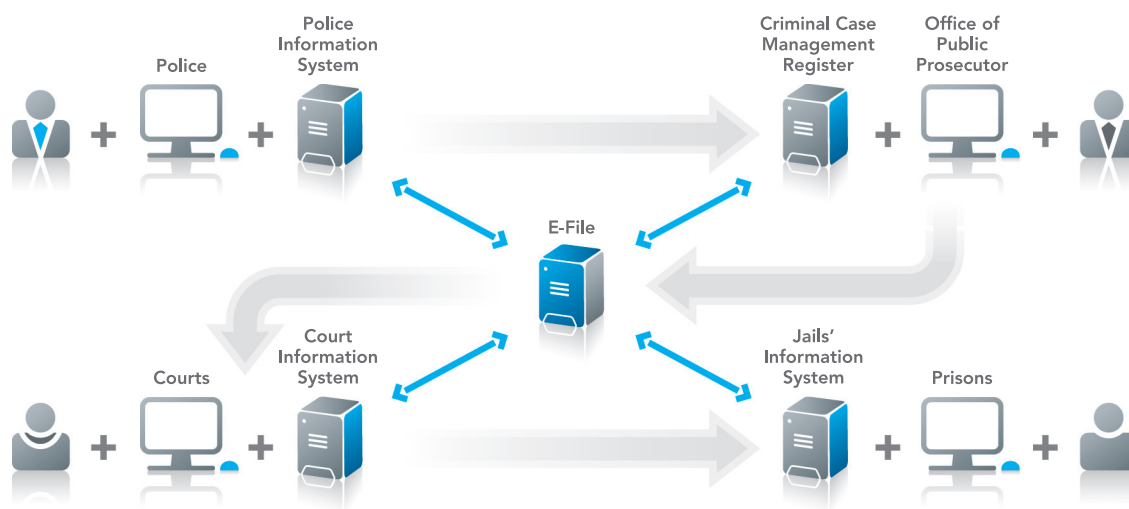 Police
Police
Information
System
Criminal Case
Management
Register
Office of
Public
Prosecutor
E-File
Courts
Court
Information
System
Jails’
Information
System
Prisons